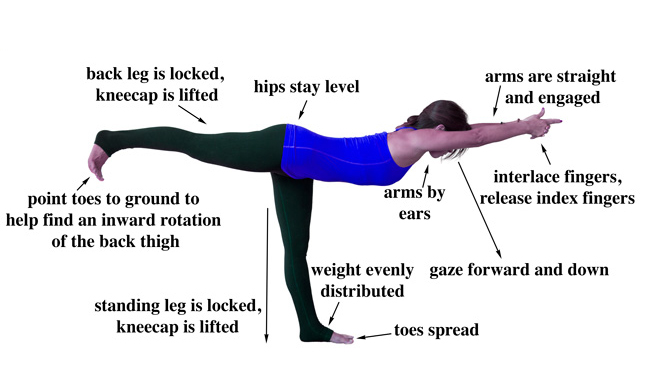 back leg is locked,
kneecap is lifted
hips stay level
arms are straight
and engaged
point toes to ground to
help find an inward rotation
of the back thigh
arms by
ears
interlace fingers,
release index fingers
weight evenly
distributed
gaze forward and down
standing leg is locked,
kneecap is lifted
toes spread